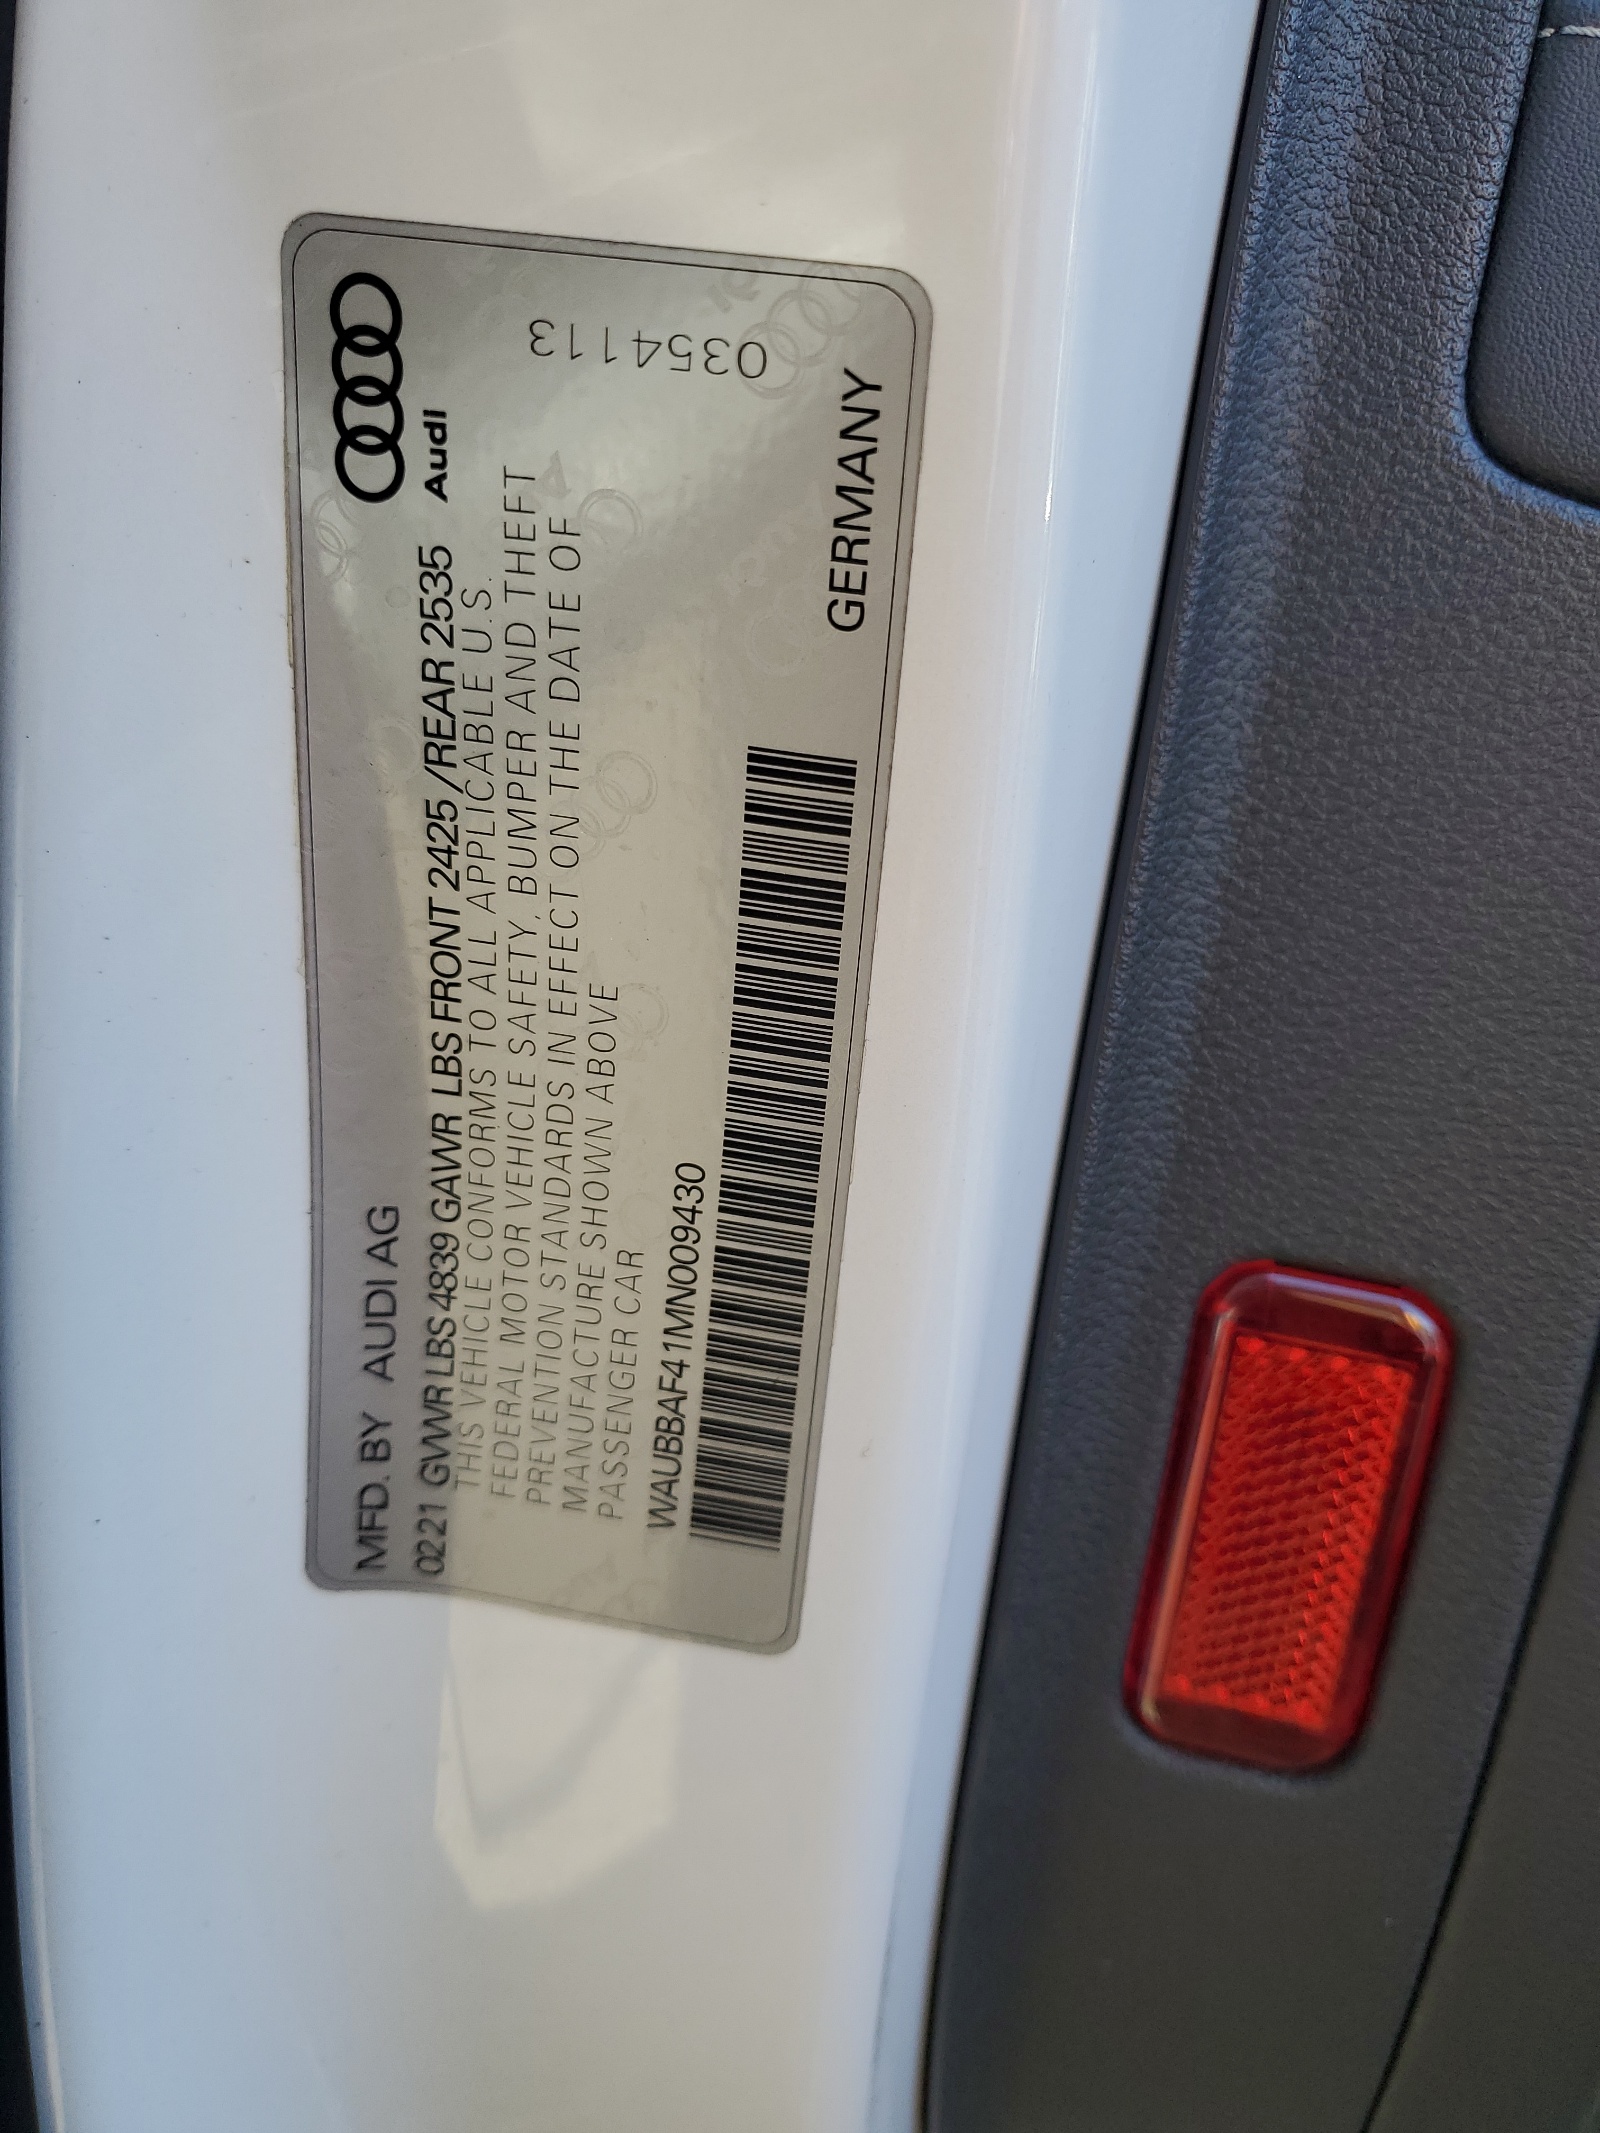 MFD. BY AUDI AG
Audi
0221 GVWR LBS 4839 GAWR LBS FRONT 2425 / REAR 2535
THIS VEHICLE CONFORMS TO ALL APPLICABLE U.S.
FEDERAL MOTOR VEHICLE SAFETY, BUMPER AND THEFT
PREVENTION STANDARDS IN EFFECT ON THE DATE OF
MANUFACTURE SHOWN ABOVE
PASSENGER CAR
0354113
WAUBBAF41MN009430
GERMANY